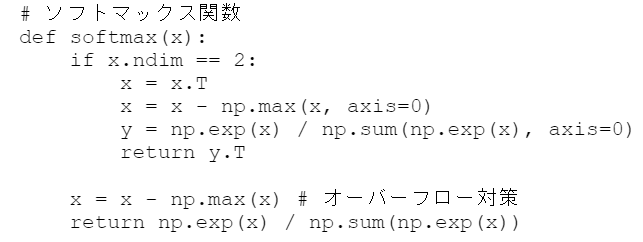 # ソフトマックス関数
def softmax(x):
    if x.ndim == 2:
        x = x.T
        x = x - np.max(x, axis=0)
        y = np.exp(x) / np.sum(np.exp(x), axis=0)
        return y.T

    x = x - np.max(x) # オーバーフロー対策
    return np.exp(x) / np.sum(np.exp(x))